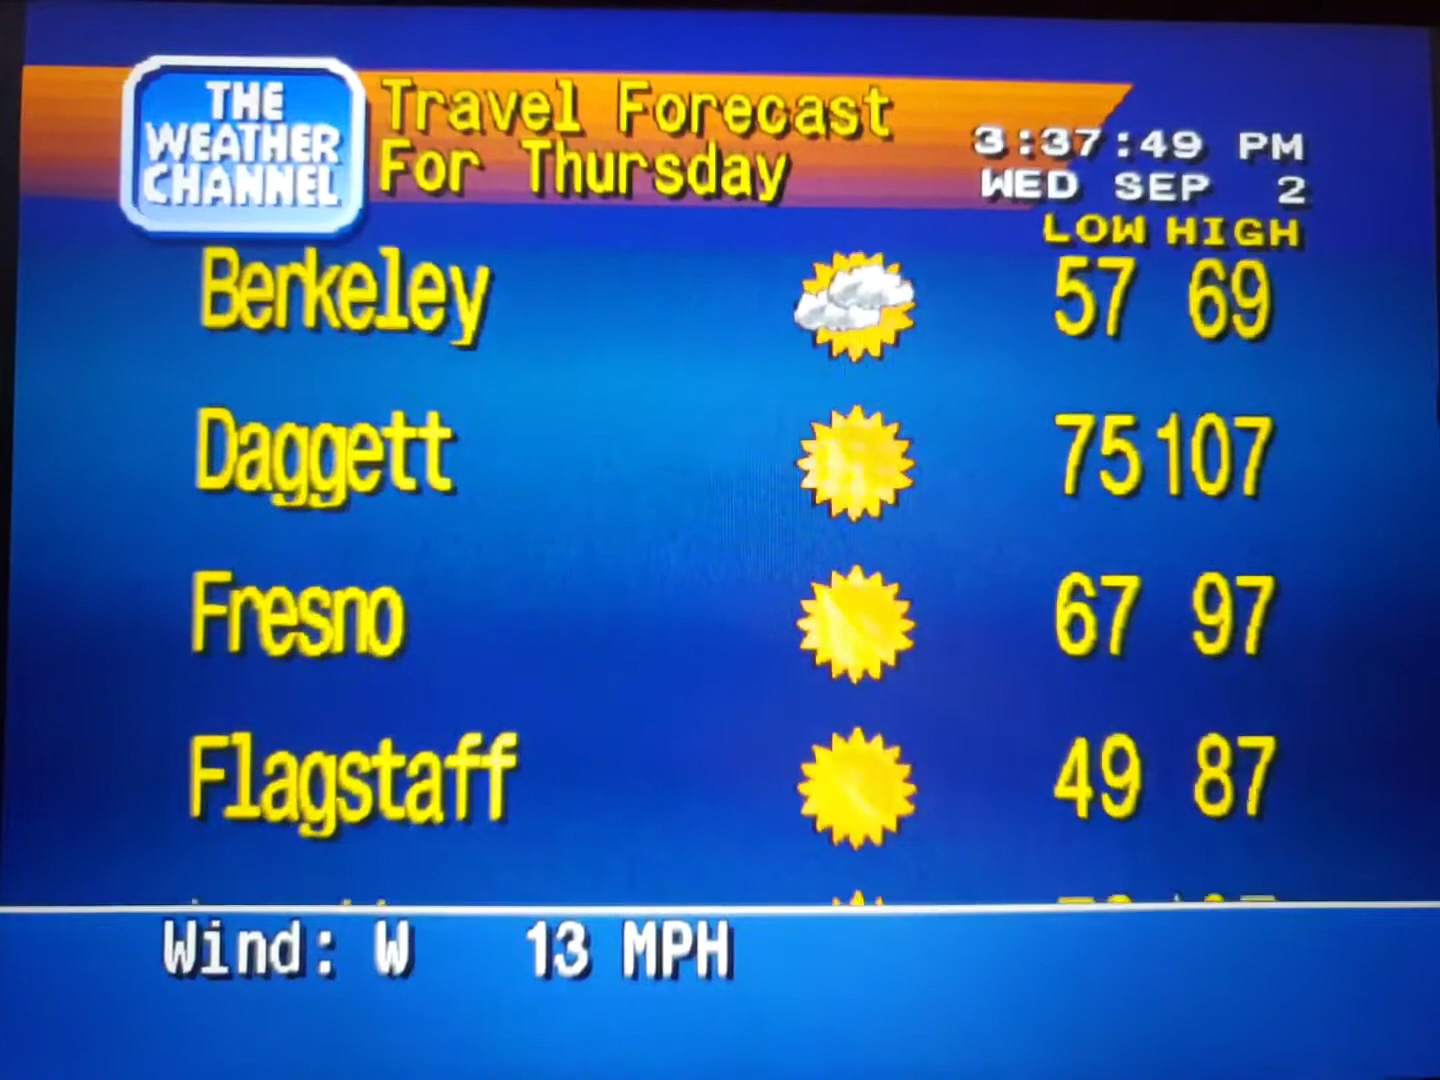 THE
WEATHER
CHANNEL
Travel Forecast
For Thursday
3:37:49 PM
WED SEP 2
LOW HIGH
Berkeley 57 69
Daggett 75 107
Fresno 67 97
Flagstaff 49 87
Wind: W 13 MPH